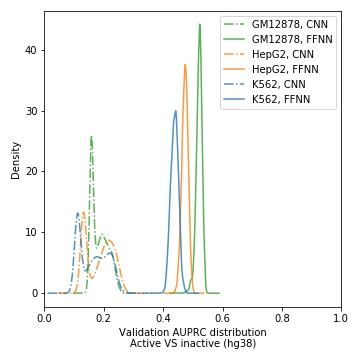 GM12878, CNN
GM12878, FFNN
HepG2, CNN
HepG2, FFNN
K562, CNN
K562, FFNN
Density
40
30
20
10
0
0.0 0.2 0.4 0.6 0.8 1.0
Validation AUPRC distribution
Active VS inactive (hg38)